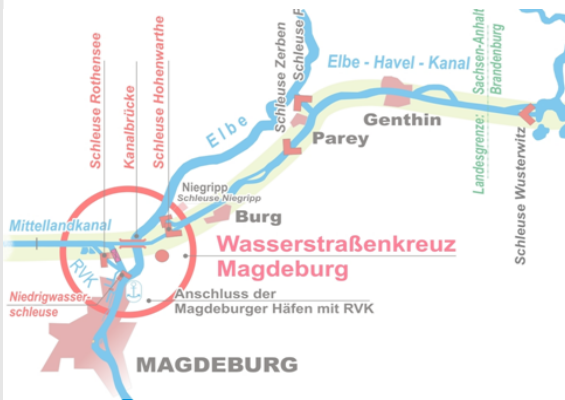 Schleuse Rothensee
Kanalbrücke
Schleuse Hohenwarthe
Schleuse Zerben
Schleuse
Elbe - Havel - Kanal
Landesgrenze: Sachsen-Anhalt
Brandenburg
Schleuse Wusterwitz
Elbe
Genthin
Parey
Niegripp
Schleuse Niegripp
Burg
Mittellandkanal
Wasserstraßenkreuz
Magdeburg
RVK
Niedrigwasser-
schleuse
Anschluss der
Magdeburger Häfen mit RVK
MAGDEBURG